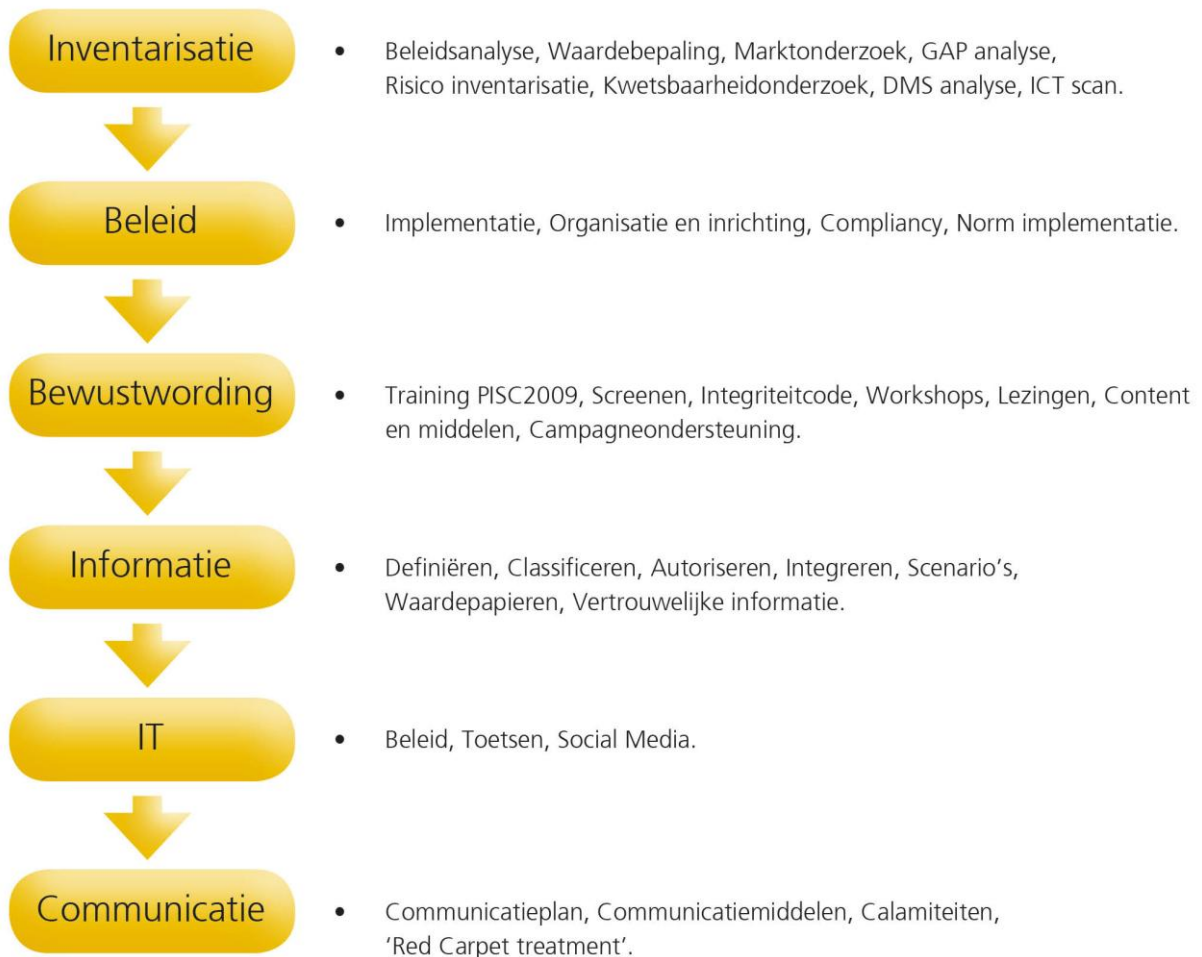 Inventarisatie
• Beleidsanalyse, Waardebepaling, Marktonderzoek, GAP analyse,
Risico inventarisatie, Kwetsbaarheidonderzoek, DMS analyse, ICT scan.
Beleid
• Implementatie, Organisatie en inrichting, Compliancy, Norm implementatie.
Bewustwording
• Training PISC2009, Screenen, Integriteitcode, Workshops, Lezingen, Content
en middelen, Campagneondersteuning.
Informatie
• Definiëren, Classificeren, Autoriseren, Integreren, Scenario's,
Waardepapieren, Vertrouwelijke informatie.
IT
• Beleid, Toetsen, Social Media.
Communicatie
• Communicatieplan, Communicatiemiddelen, Calamiteiten,
'Red Carpet treatment'.